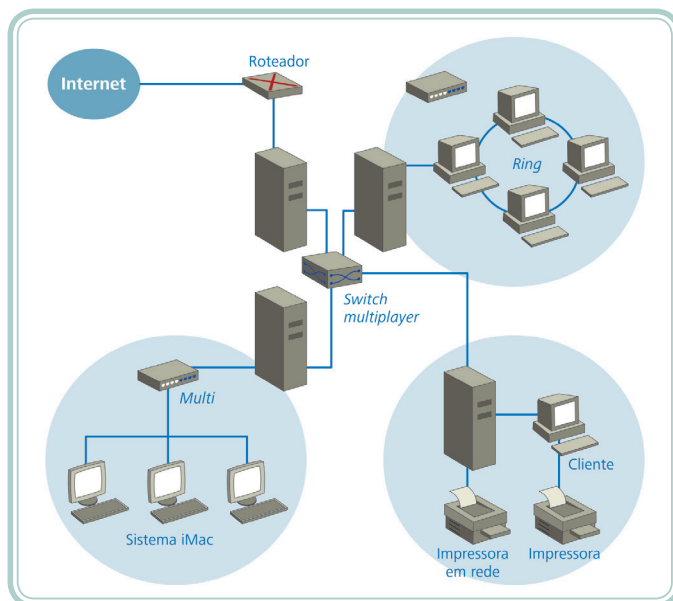 Roteador
Internet
Ring
Switch
multiplayer
Multi
Sistema iMac
Cliente
Impressora
em rede
Impressora